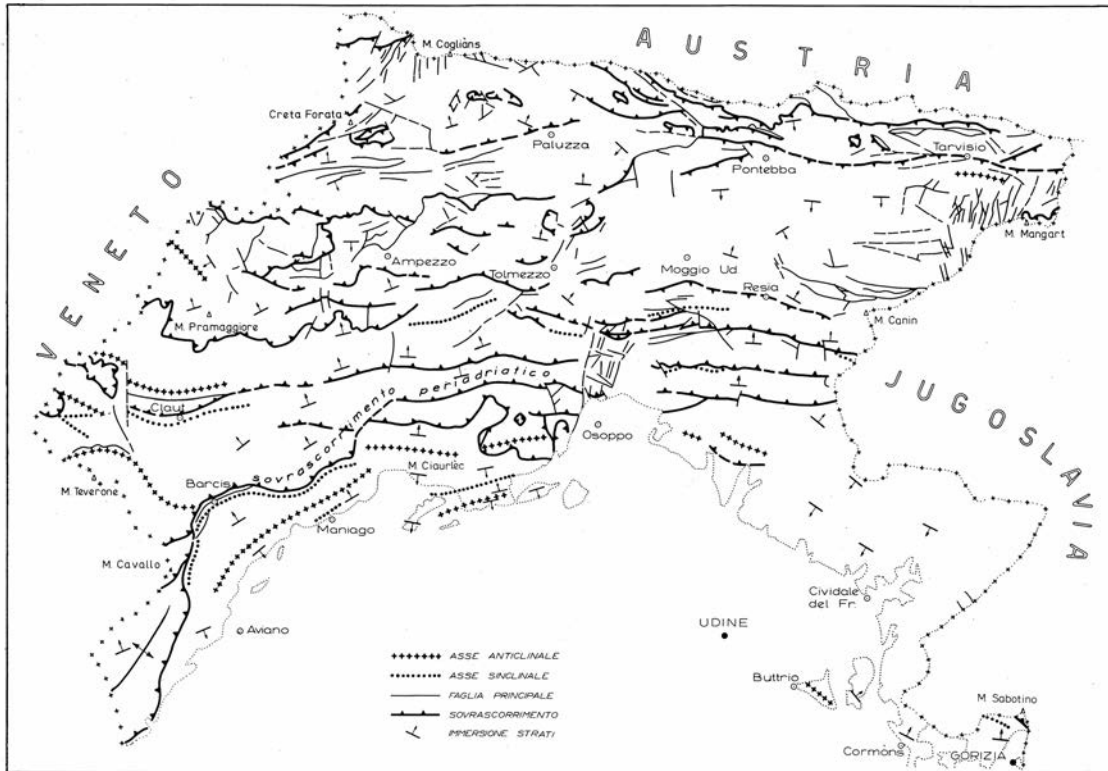 AUSTRIA
M. Coglians
Creta Forata
Paluzza
Pontebba
Tarvisio
VENETO
M. Mangart
Ampezzo
Tolmezzo
Moggio Ud.
Resia
M. Pramaggiore
M. Canin
JUGOSLAVIA
sovrascorrimento periadriatico
Claut
Osoppo
M. Ciaurlec
M. Teverone
Barcis
Maniago
M. Cavallo
Cividale
del Fr.
Aviano
UDINE
Buttrio
M. Sabotino
Cormòns
GORIZIA
ASSE ANTICLINALE
ASSE SINCLINALE
FAGLIA PRINCIPALE
SOVRASCORRIMENTO
IMMERSIONE STRATI